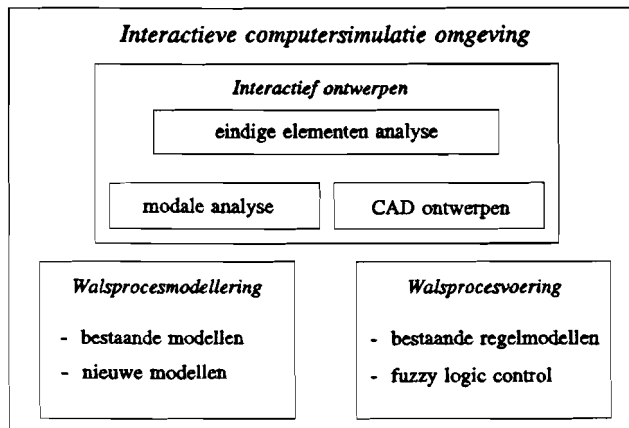 Interactieve computersimulatie omgeving
Interactief ontwerpen
eindige elementen analyse
modale analyse
CAD ontwerpen
Walsprocesmodellering
- bestaande modellen
- nieuwe modellen
Walsprocesvoering
- bestaande regelmodellen
- fuzzy logic control